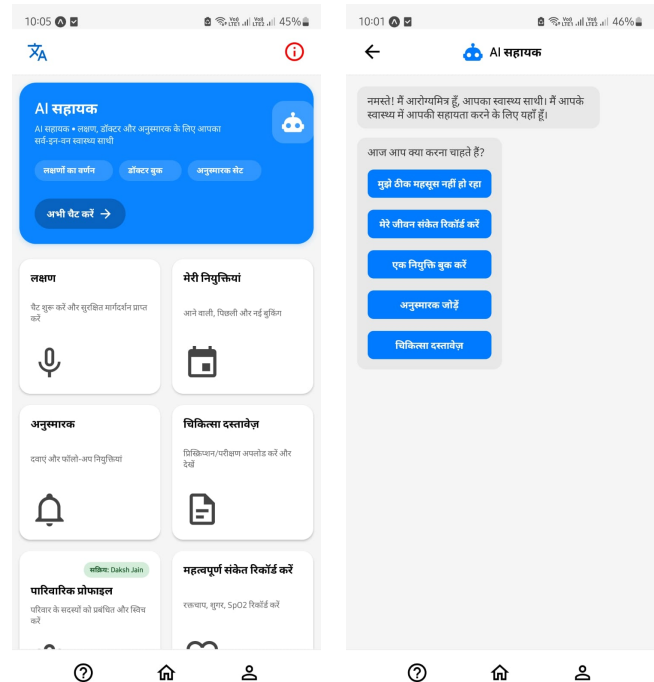 10:05
45%
AI सहायक
AI सहायक • लक्षण, डॉक्टर और अनुस्मारक के लिए आपका
सर्व-इन-वन स्वास्थ्य साथी
लक्षणों का वर्णन
डॉक्टर बुक
अनुस्मारक सेट
अभी चैट करें →
लक्षण
चैट शुरू करें और सुरक्षित मार्गदर्शन प्राप्त
करें
मेरी नियुक्तियां
आने वाली, पिछली और नई बुकिंग
अनुस्मारक
दवाएं और फॉलो-अप नियुक्तियां
चिकित्सा दस्तावेज़
प्रिस्क्रिप्शन/परीक्षण अपलोड करें और
देखें
सक्रिय: Daksh Jain
पारिवारिक प्रोफाइल
परिवार के सदस्यों को प्रबंधित और स्विच
करें
महत्वपूर्ण संकेत रिकॉर्ड करें
रक्तचाप, शुगर, SpO2 रिकॉर्ड करें
10:01
46%
AI सहायक
नमस्ते! मैं आरोग्यमित्र हूँ, आपका स्वास्थ्य साथी। मैं आपके
स्वास्थ्य में आपकी सहायता करने के लिए यहाँ हूँ।
आज आप क्या करना चाहते हैं?
मुझे ठीक महसूस नहीं हो रहा
मेरे जीवन संकेत रिकॉर्ड करें
एक नियुक्ति बुक करें
अनुस्मारक जोड़ें
चिकित्सा दस्तावेज़